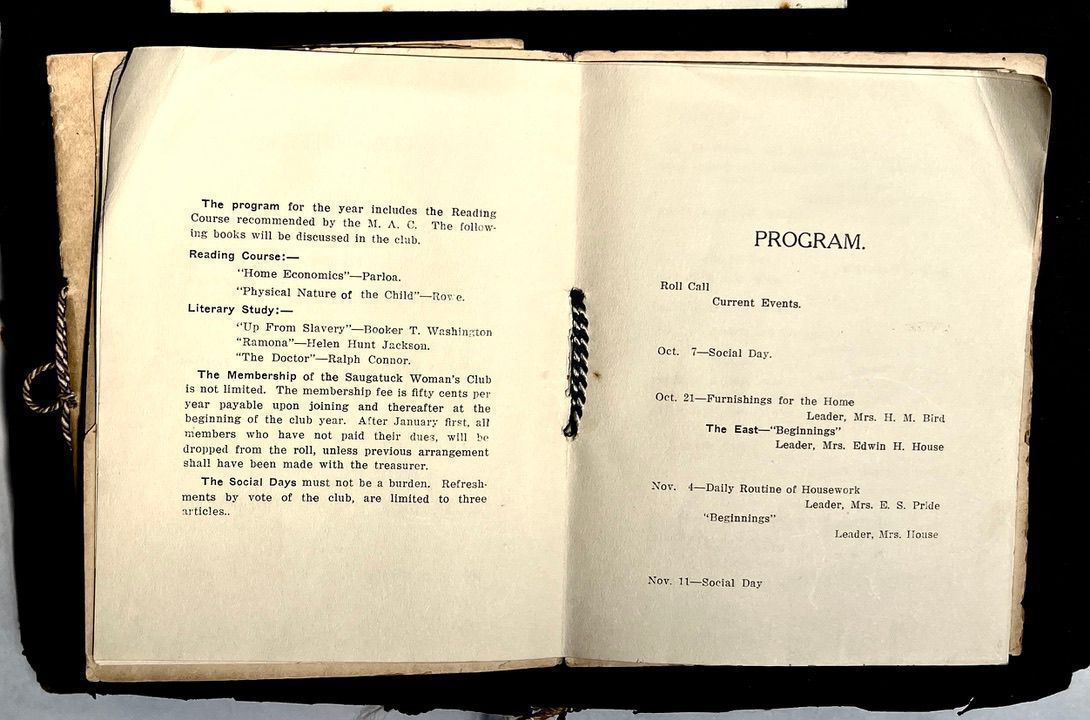 The program for the year includes the Reading
Course recommended by the M. A. C. The follow-
ing books will be discussed in the club.
Reading Course:—
"Home Economics"—Parloa.
"Physical Nature of the Child"—Rowe.
Literary Study:—
"Up From Slavery"—Booker T. Washington
"Ramona"—Helen Hunt Jackson.
"The Doctor"—Ralph Connor.
The Membership of the Saugatuck Woman's Club
is not limited. The membership fee is fifty cents per
year payable upon joining and thereafter at the
beginning of the club year. After January first, all
members who have not paid their dues, will be
dropped from the roll, unless previous arrangement
shall have been made with the treasurer.
The Social Days must not be a burden. Refresh-
ments by vote of the club, are limited to three
articles..
PROGRAM.
Roll Call
Current Events.
Oct. 7—Social Day.
Oct. 21—Furnishings for the Home
Leader, Mrs. H. M. Bird
The East—"Beginnings"
Leader, Mrs. Edwin H. House
Nov. 4—Daily Routine of Housework
Leader, Mrs. E. S. Pride
"Beginnings"
Leader, Mrs. House
Nov. 11—Social Day